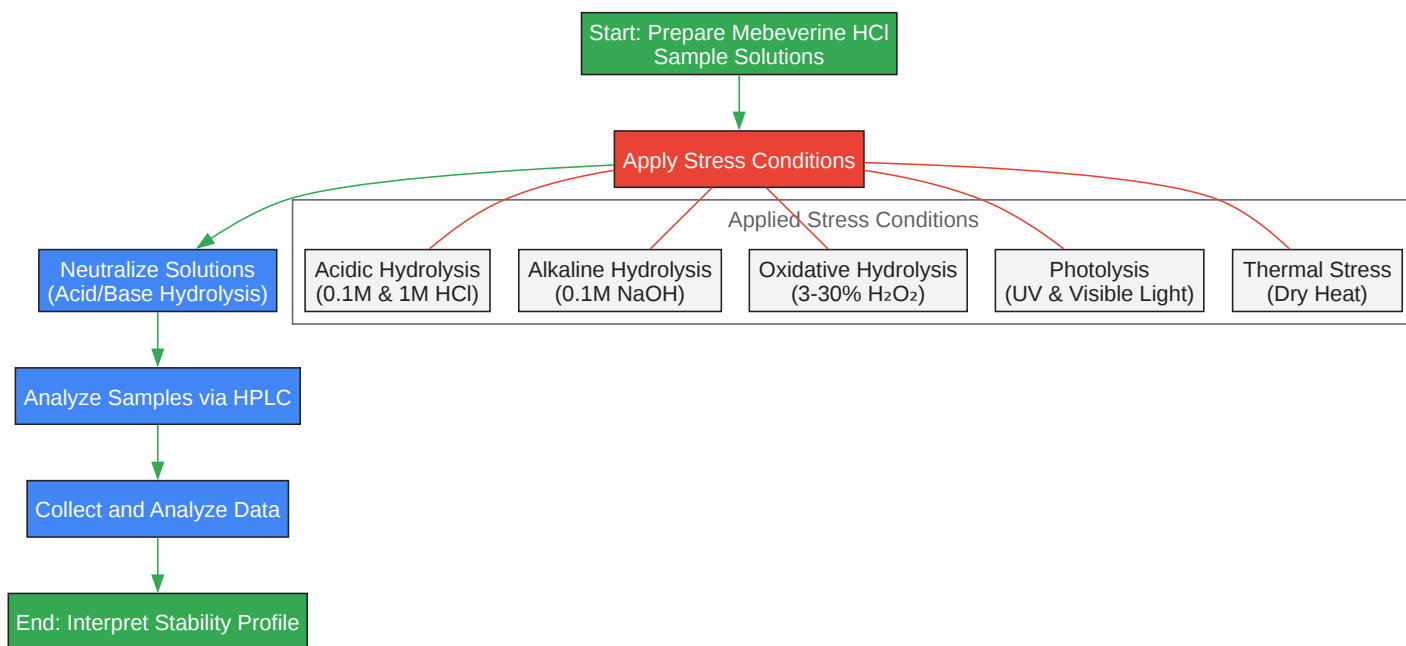 Start: Prepare Mebeverine HCl
Sample Solutions
Apply Stress Conditions
Applied Stress Conditions
Neutralize Solutions
(Acid/Base Hydrolysis)
Acidic Hydrolysis
(0.1M & 1M HCl)
Alkaline Hydrolysis
(0.1M NaOH)
Oxidative Hydrolysis
(3-30% H₂O₂)
Photolysis
(UV & Visible Light)
Thermal Stress
(Dry Heat)
Analyze Samples via HPLC
Collect and Analyze Data
End: Interpret Stability Profile